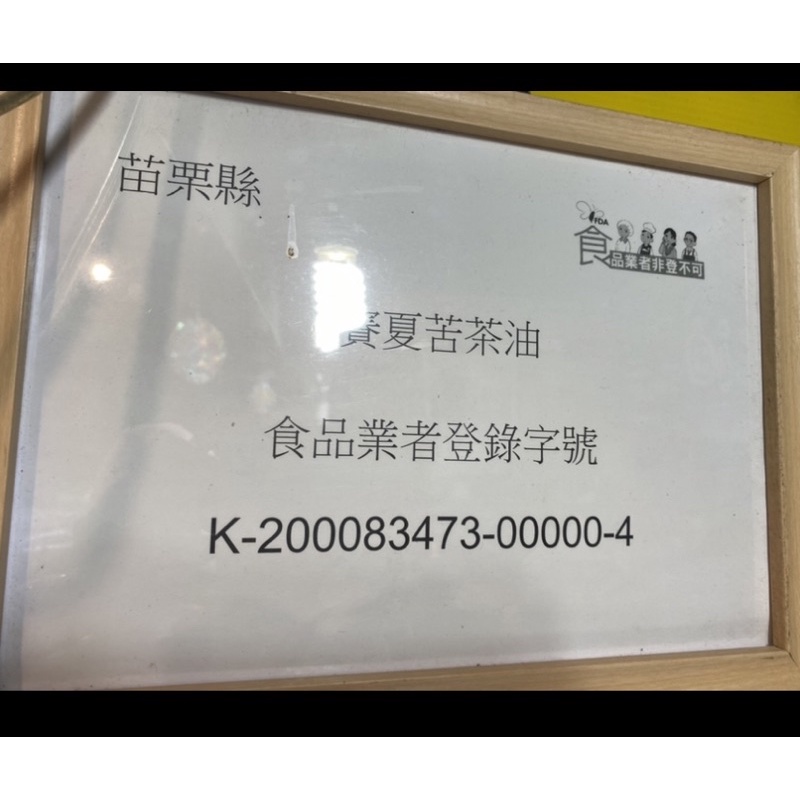 苗栗縣
FDA
食品業者非登不可
賽夏苦茶油
食品業者登錄字號
K-200083473-00000-4